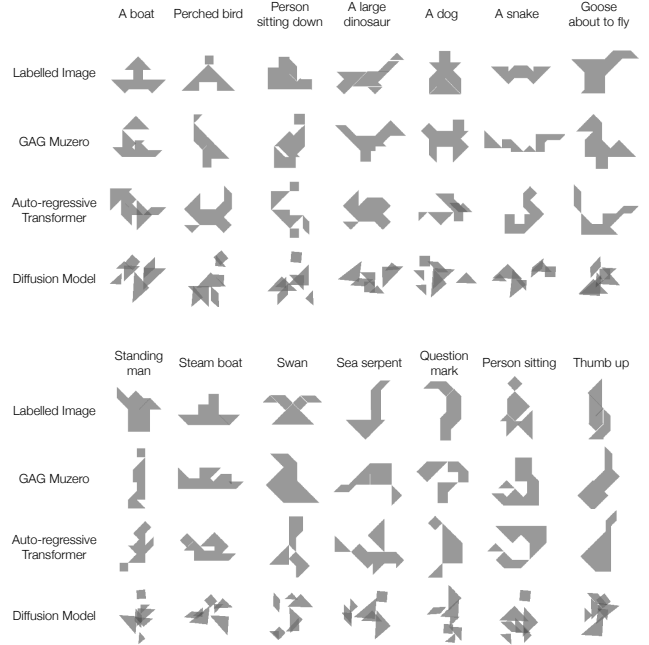 A boat
Perched bird
Person
sitting down
A large
dinosaur
A dog
A snake
Goose
about to fly
Labelled Image
GAG Muzero
Auto-regressive
Transformer
Diffusion Model
Standing
man
Steam boat
Swan
Sea serpent
Question
mark
Person sitting
Thumb up
Labelled Image
GAG Muzero
Auto-regressive
Transformer
Diffusion Model